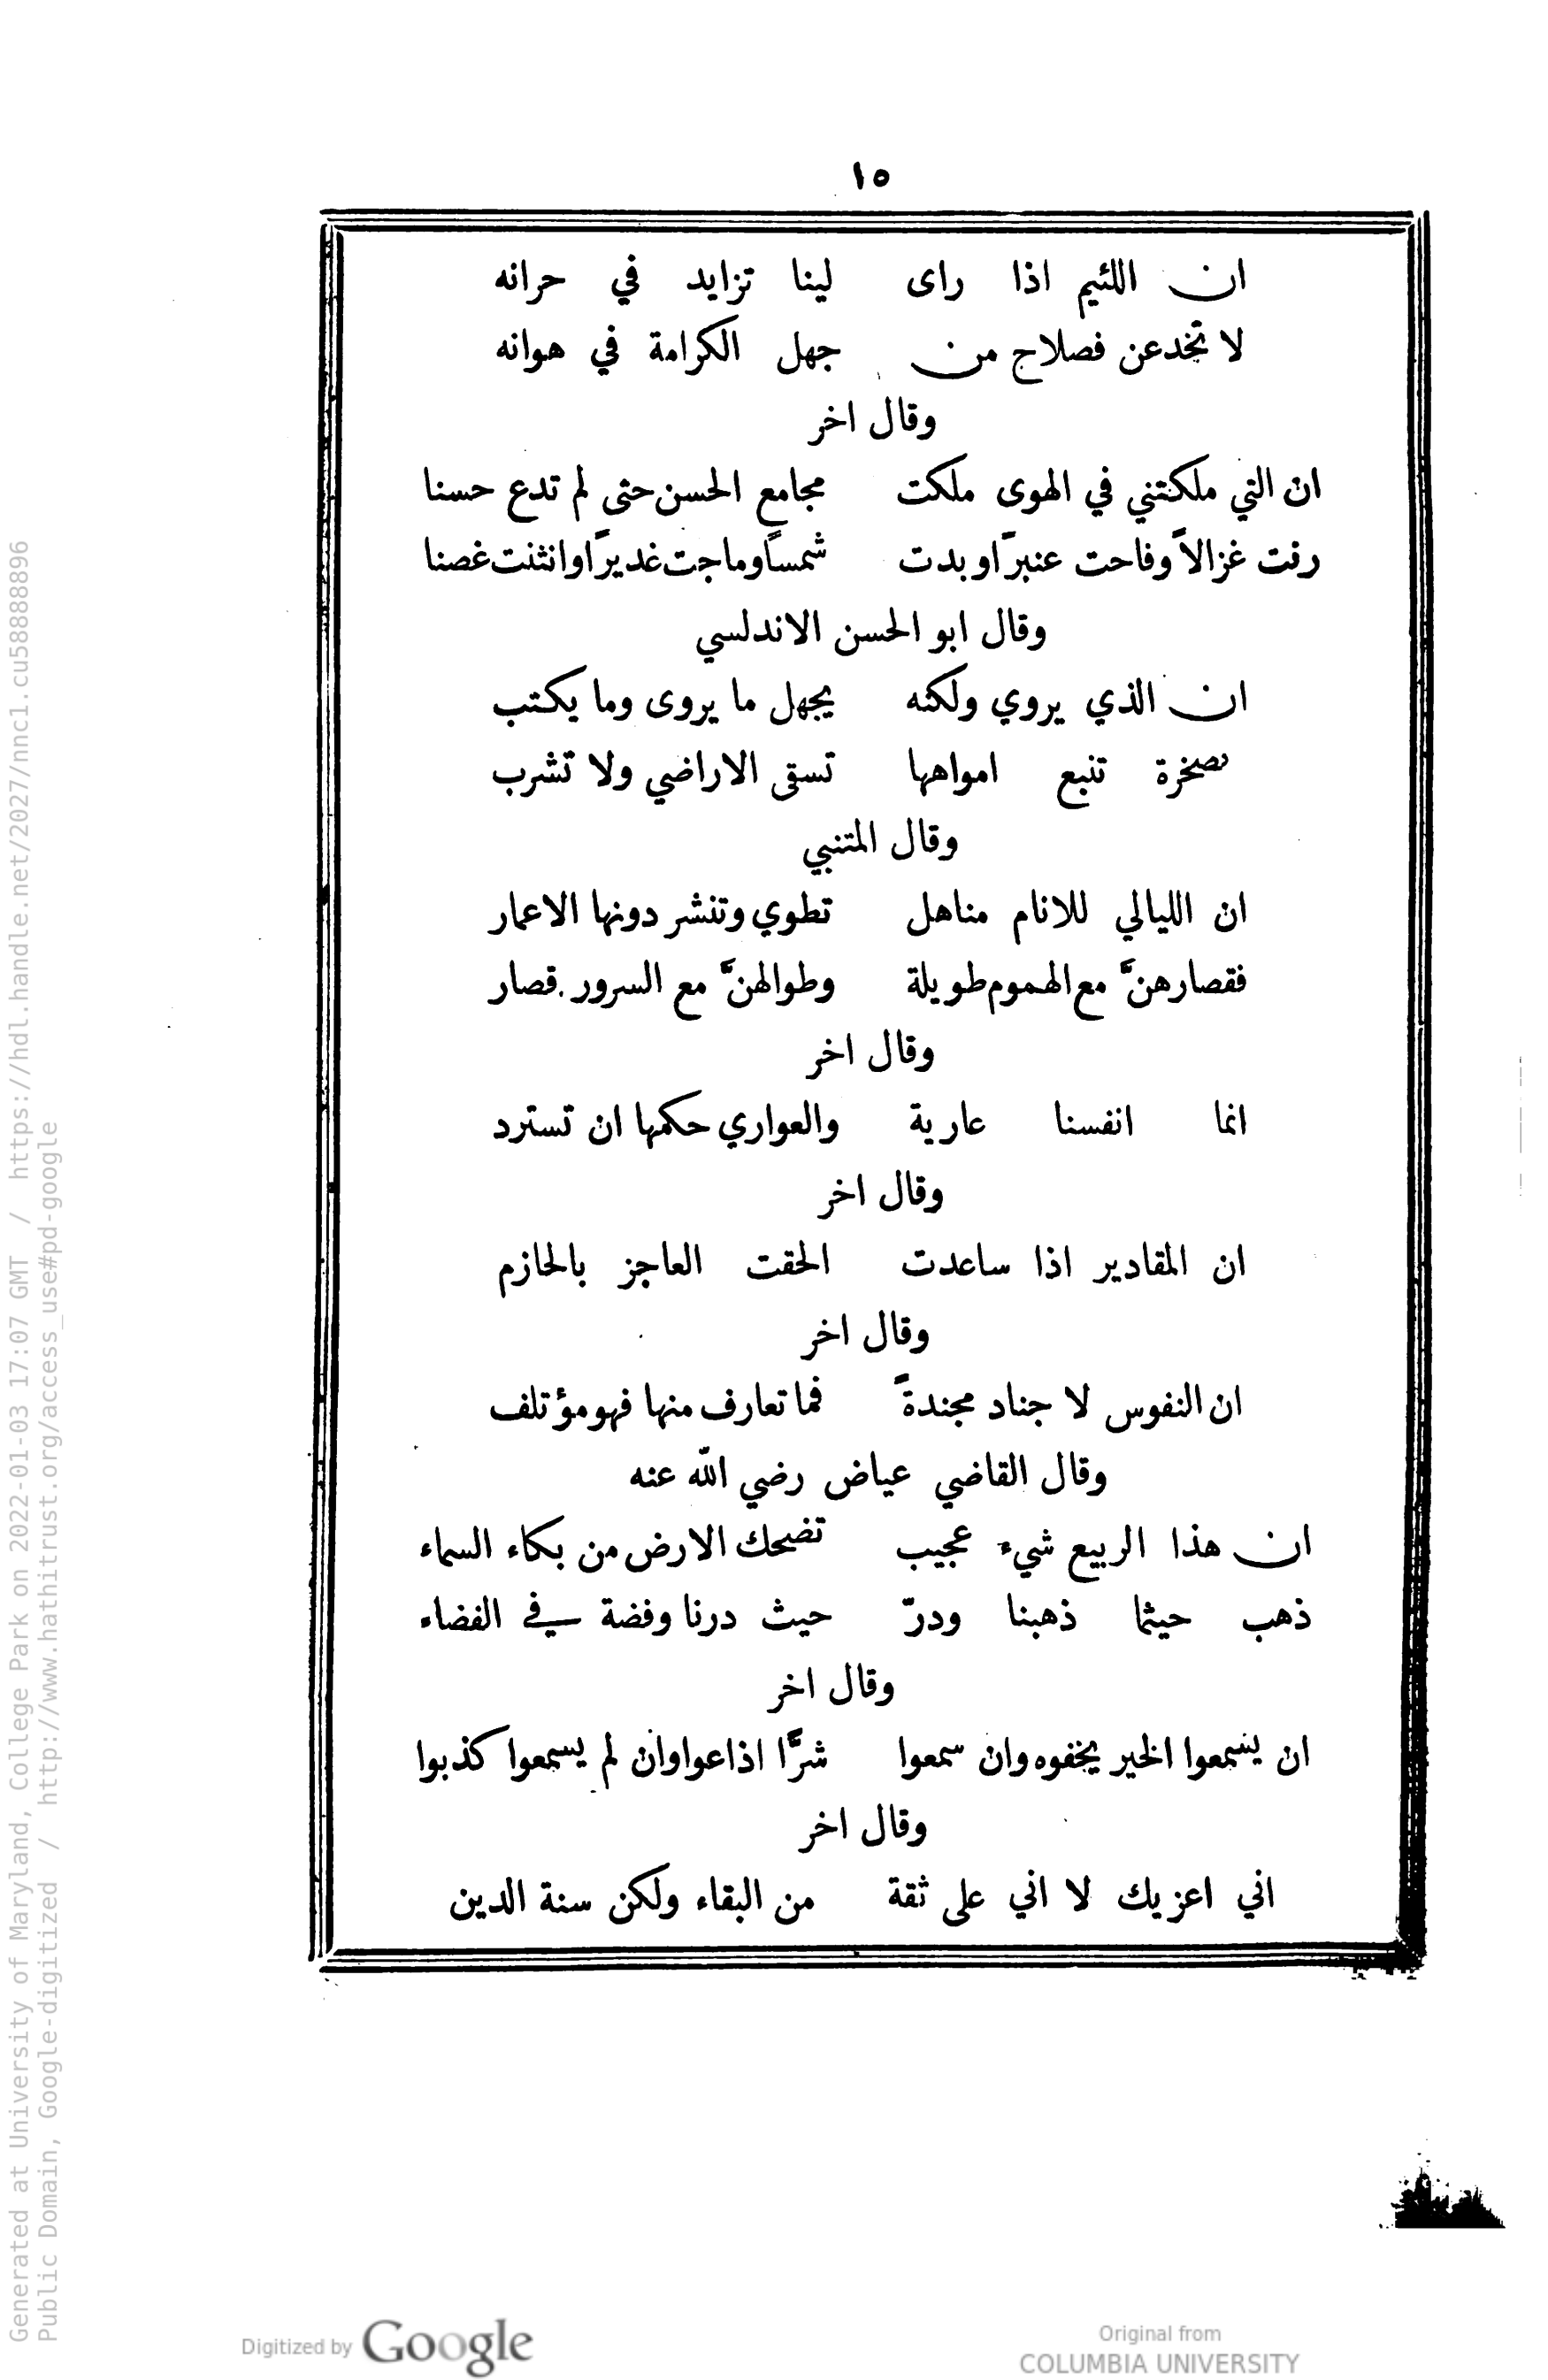 ١٥
ان اللئيم اذا راى لينا تزايد في حرانه
لا تخدعن فصلاح من جهل الكرامة في هوانه
وقال اخر
ان التي ملكتني في الهوى ملكت مجامع الحسن حتى لم تدع حسنا
رنت غزالاً وفاحت عنبرًا وبدت شمسًا وماجت غديرًا وانثنت غصنا
وقال ابو الحسن الاندلسي
ان الذي يروي ولكنه يجهل ما يروى وما يكتب
كصخرة تنبع امواهها تسقى الاراضي ولا تشرب
وقال المتنبي
ان الليالي للانام مناهل تطوي وتنشر دونها الاعمار
فقصارهنَّ مع الهموم طويلة وطوالهنَّ مع السرور قصار
وقال اخر
انما انفسنا عارية والعواري حكمها ان تسترد
وقال اخر
ان المقادير اذا ساعدت الحقت العاجز بالحازم
وقال اخر
ان النفوس لا جناد مجندةً فما تعارف منها فهو مؤتلف
وقال القاضي عياض رضي الله عنه
ان هذا الربيع شيء عجيب تضحك الارض من بكاء السماء
ذهب حيثما ذهبنا ودرّ حيث درنا وفضة في الفضاء
وقال اخر
ان يسمعوا الخير يخفوه وان سمعوا شرًّا اذاعوا وان لم يسمعوا كذبوا
وقال اخر
اني اعزيك لا اني على ثقة من البقاء ولكن سنة الدين
Generated at University of Maryland, College Park on 2022-01-03 17:07 GMT / https://hdl.handle.net/2027/nnc1.cu58888896
Public Domain, Google-digitized / http://www.hathitrust.org/access_use#pd-google
Digitized by Google
Original from
COLUMBIA UNIVERSITY